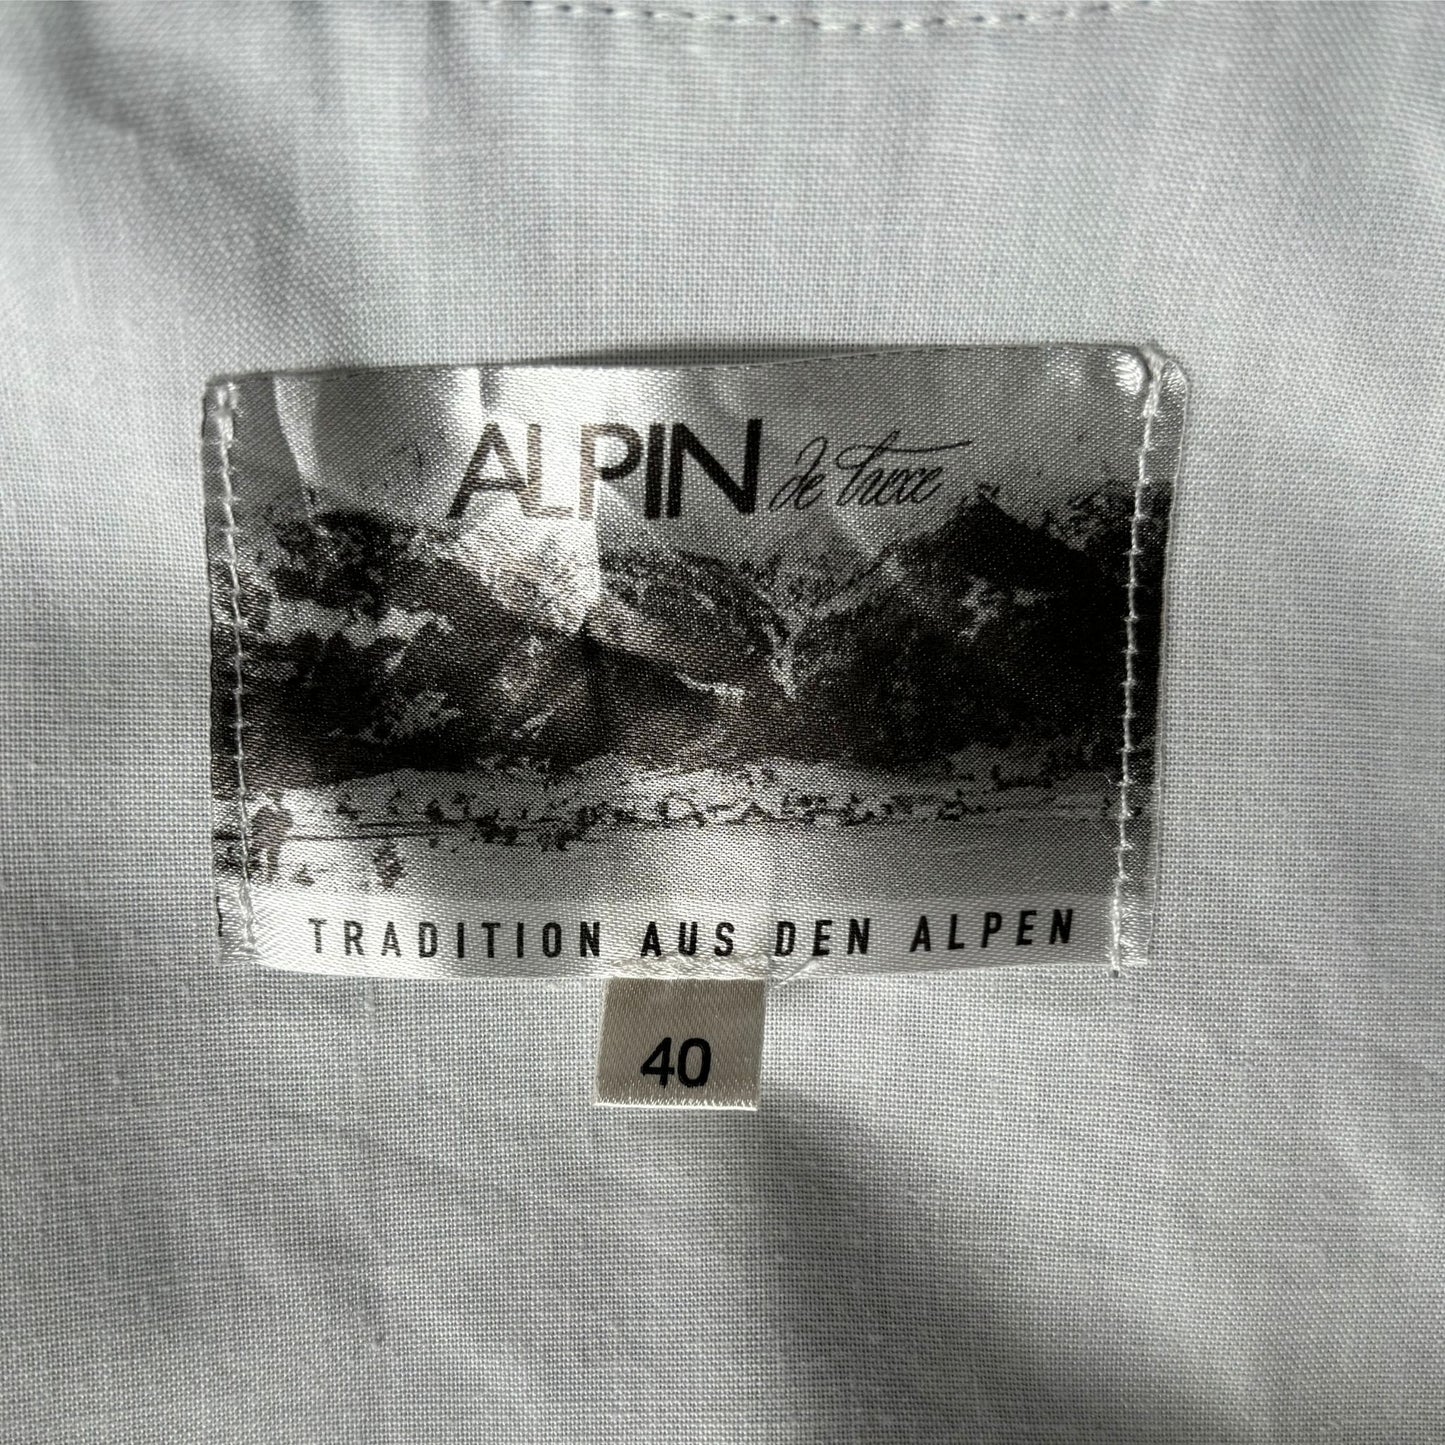 ALPIN de luxe
TRADITION AUS DEN ALPEN
40